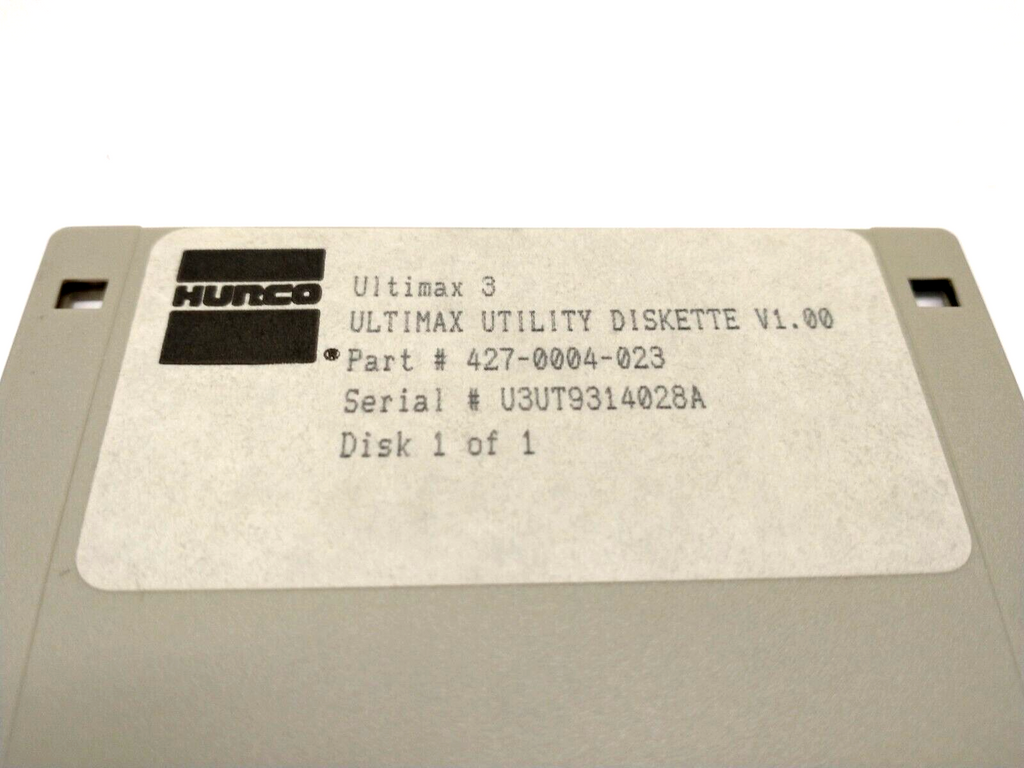 HURCO
®
Ultimax 3
ULTIMAX UTILITY DISKETTE V1.00
Part # 427-0004-023
Serial # U3UT9314028A
Disk 1 of 1